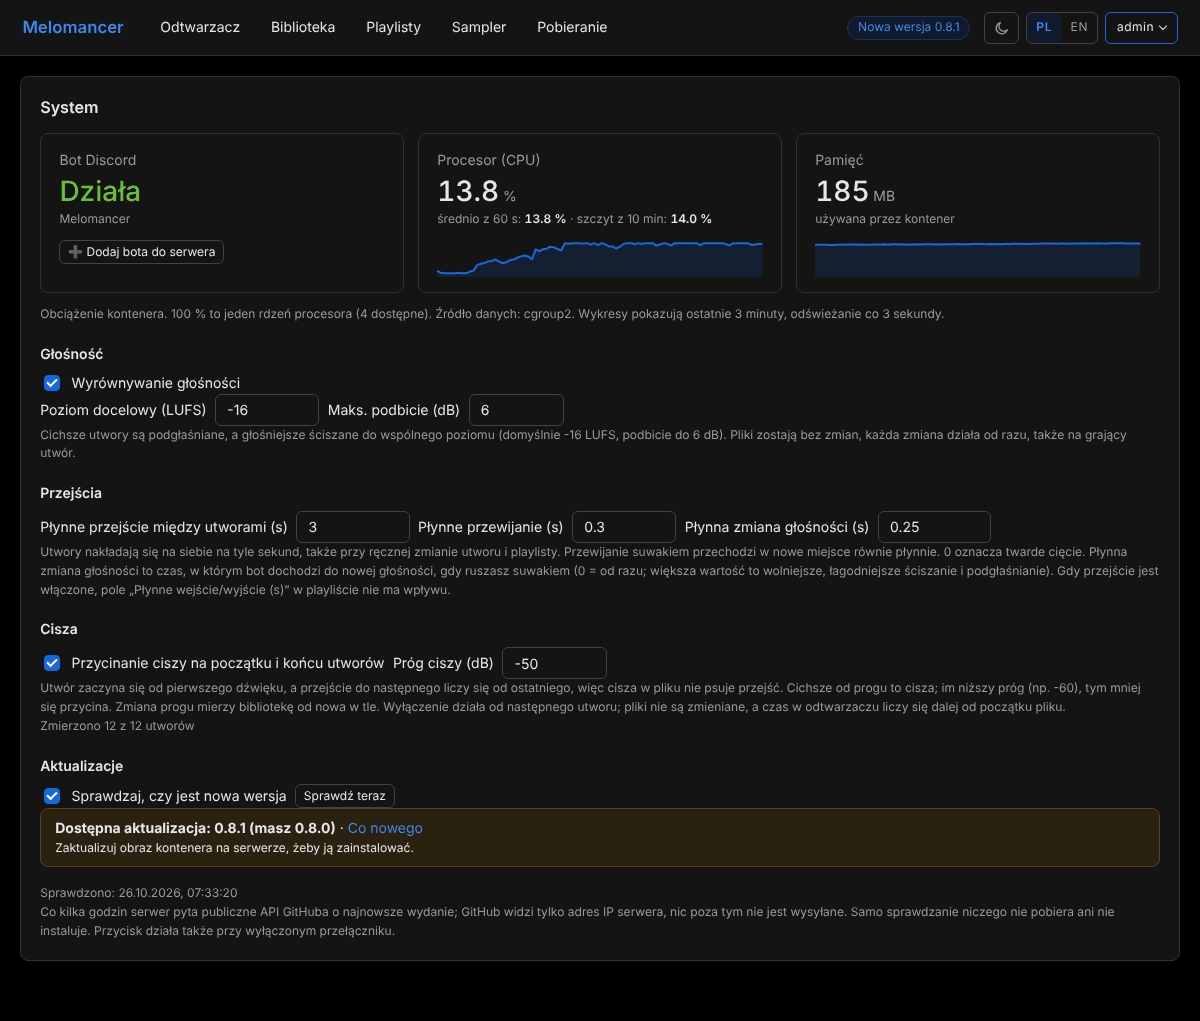 Melomancer Odtwarzacz Biblioteka Playlisty Sampler Pobieranie Nowa wersja 0.8.1 PL EN admin
System
Bot Discord
Działa
Melomancer
➕ Dodaj bota do serwera
Procesor (CPU)
13.8 %
średnio z 60 s: 13.8 % · szczyt z 10 min: 14.0 %
Pamięć
185 MB
używana przez kontener
Obciążenie kontenera. 100 % to jeden rdzeń procesora (4 dostępne). Źródło danych: cgroup2. Wykresy pokazują ostatnie 3 minuty, odświeżanie co 3 sekundy.
Głośność
Wyrównywanie głośności
Poziom docelowy (LUFS) -16 Maks. podbicie (dB) 6
Cichsze utwory są podgłaśniane, a głośniejsze ściszane do wspólnego poziomu (domyślnie -16 LUFS, podbicie do 6 dB). Pliki zostają bez zmian, każda zmiana działa od razu, także na grający
utwór.
Przejścia
Płynne przejście między utworami (s) 3 Płynne przewijanie (s) 0.3 Płynna zmiana głośności (s) 0.25
Utwory nakładają się na siebie na tyle sekund, także przy ręcznej zmianie utworu i playlisty. Przewijanie suwakiem przechodzi w nowe miejsce równie płynnie. 0 oznacza twarde cięcie. Płynna
zmiana głośności to czas, w którym bot dochodzi do nowej głośności, gdy ruszasz suwakiem (0 = od razu; większa wartość to wolniejsze, łagodniejsze ściszanie i podgłaśnianie). Gdy przejście jest
włączone, pole „Płynne wejście/wyjście (s)” w playliście nie ma wpływu.
Cisza
Przycinanie ciszy na początku i końcu utworów Próg ciszy (dB) -50
Utwór zaczyna się od pierwszego dźwięku, a przejście do następnego liczy się od ostatniego, więc cisza w pliku nie psuje przejść. Cichsze od progu to cisza; im niższy próg (np. -60), tym mniej
się przycina. Zmiana progu mierzy bibliotekę od nowa w tle. Wyłączenie działa od następnego utworu; pliki nie są zmieniane, a czas w odtwarzaczu liczy się dalej od początku pliku.
Zmierzono 12 z 12 utworów
Aktualizacje
Sprawdzaj, czy jest nowa wersja Sprawdź teraz
Dostępna aktualizacja: 0.8.1 (masz 0.8.0) · Co nowego
Zaktualizuj obraz kontenera na serwerze, żeby ją zainstalować.
Sprawdzono: 26.10.2026, 07:33:20
Co kilka godzin serwer pyta publiczne API GitHuba o najnowsze wydanie; GitHub widzi tylko adres IP serwera, nic poza tym nie jest wysyłane. Samo sprawdzanie niczego nie pobiera ani nie
instaluje. Przycisk działa także przy wyłączonym przełączniku.